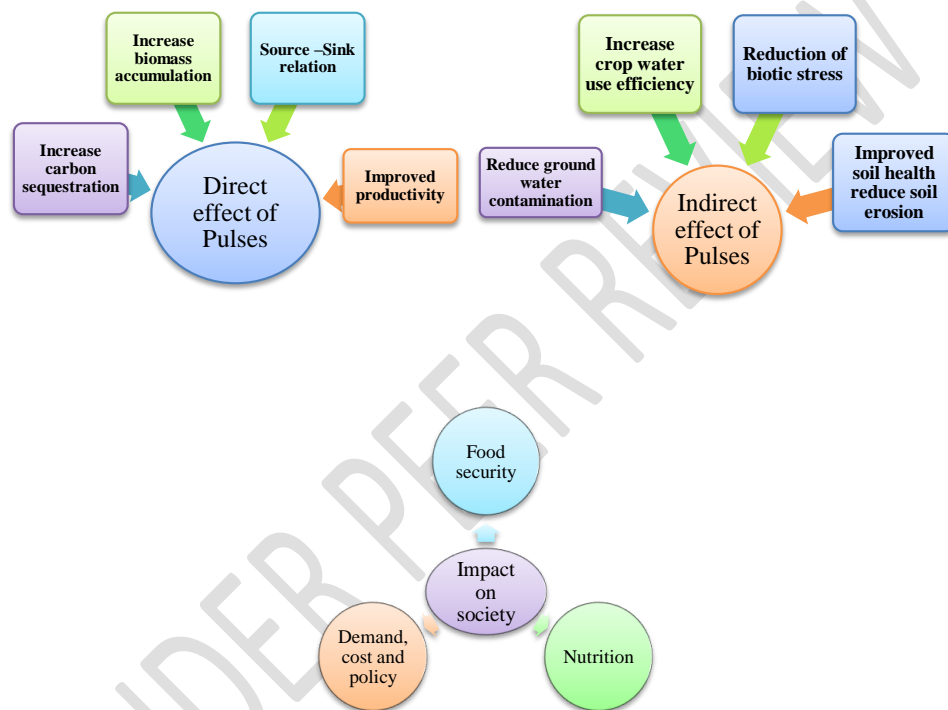 Increase
biomass
accumulation
Source –Sink
relation
Increase
carbon
sequestration
Improved
productivity
Direct
effect of
Pulses
Increase
crop water
use efficiency
Reduction of
biotic stress
Reduce ground
water
contamination
Improved
soil health
reduce soil
erosion
Indirect
effect of
Pulses
Food
security
Impact
on
society
Demand,
cost and
policy
Nutrition
UNDER PEER REVIEW